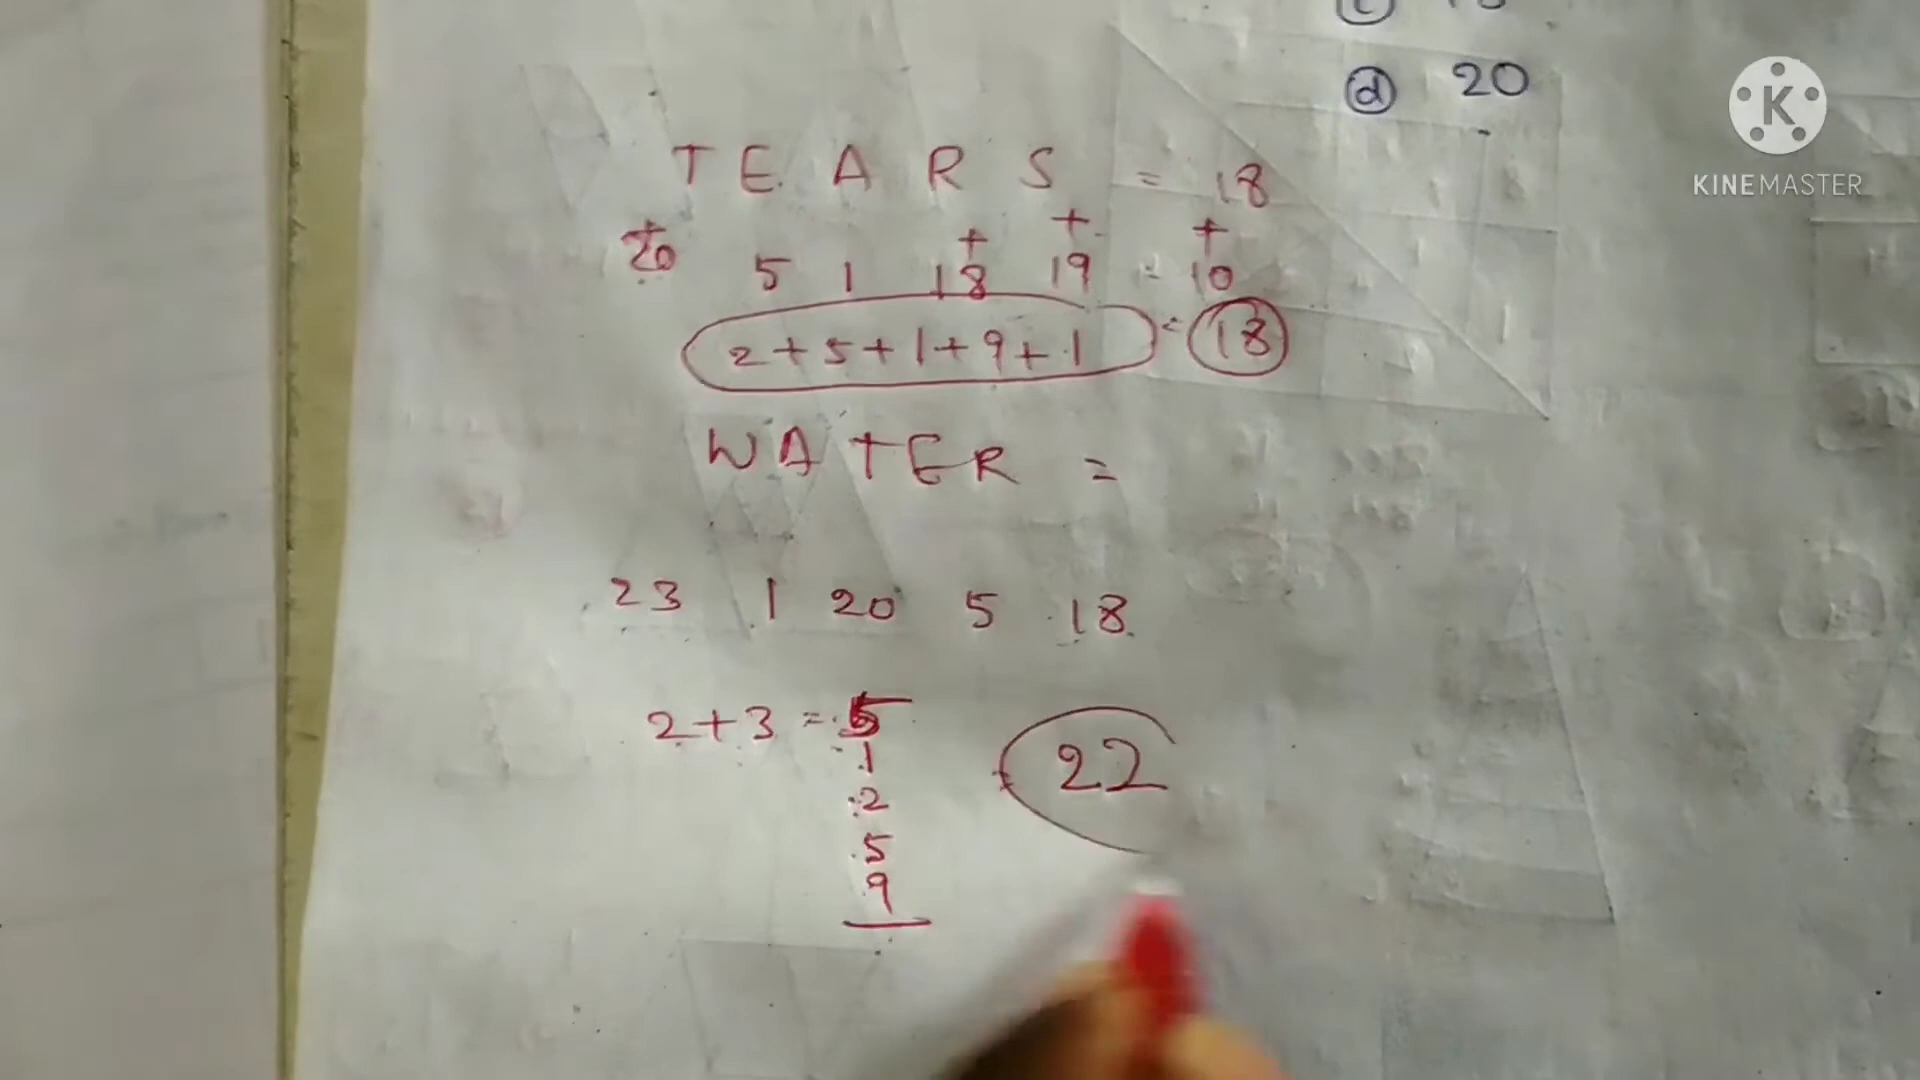 d 20
K
KINEMASTER
T E A R S = 18
+ + + +
20 5 1 18 19 = 10
2+5+1+9+1 = 18
WATER =
23 1 20 5 18
2+3=5
1
2
5
9
22